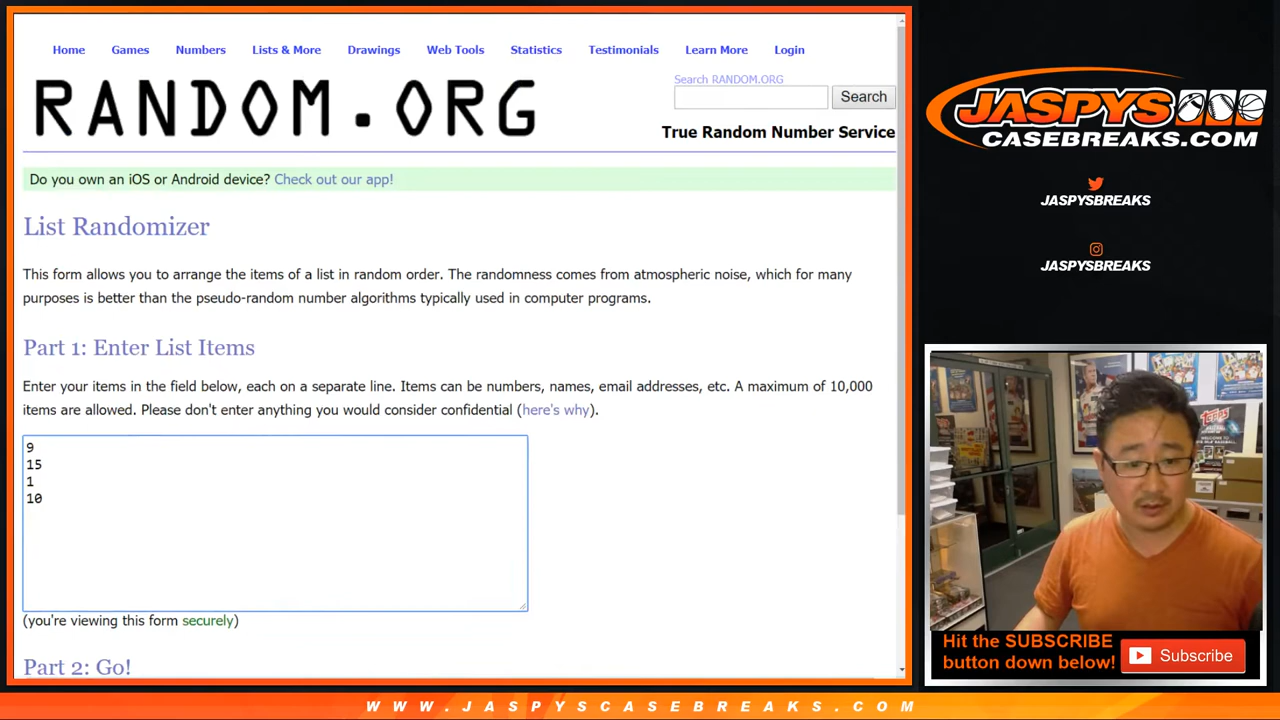 Home Games Numbers Lists & More Drawings Web Tools Statistics Testimonials Learn More Login
RANDOM.ORG
Search RANDOM.ORG
Search
True Random Number Service
Do you own an iOS or Android device? Check out our app!
List Randomizer
This form allows you to arrange the items of a list in random order. The randomness comes from atmospheric noise, which for many
purposes is better than the pseudo-random number algorithms typically used in computer programs.
Part 1: Enter List Items
Enter your items in the field below, each on a separate line. Items can be numbers, names, email addresses, etc. A maximum of 10,000
items are allowed. Please don't enter anything you would consider confidential (here's why).
9
15
1
10
(you're viewing this form securely)
Part 2: Go!
JASPYS
CASEBREAKS.COM
JASPYSBREAKS
JASPYSBREAKS
Topps
Hit the SUBSCRIBE
button down below!
Subscribe
WWW.JASPYSCASEBREAKS.COM